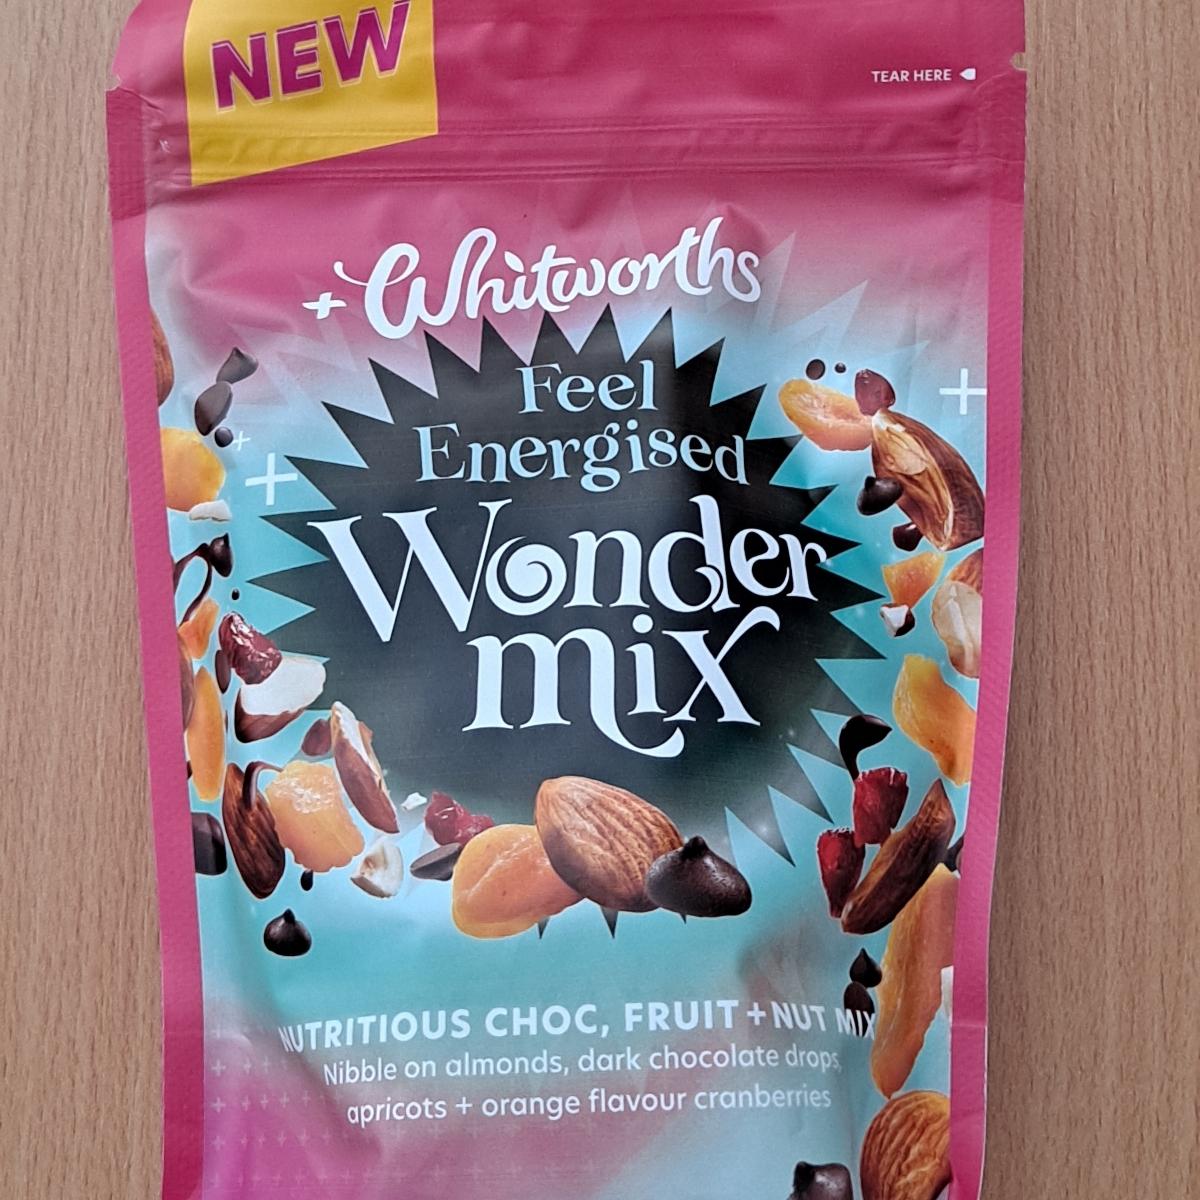 NEW
TEAR HERE
Whitworths
Feel
Energised
Wonder
mix
NUTRITIOUS CHOC, FRUIT + NUT MIX
Nibble on almonds, dark chocolate drops,
apricots + orange flavour cranberries